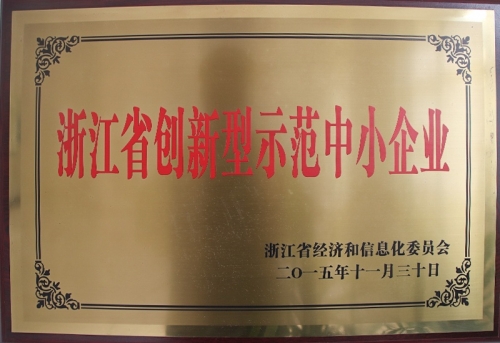 浙江省创新型示范中小企业
浙江省经济和信息化委员会
二〇一五年十一月三十日